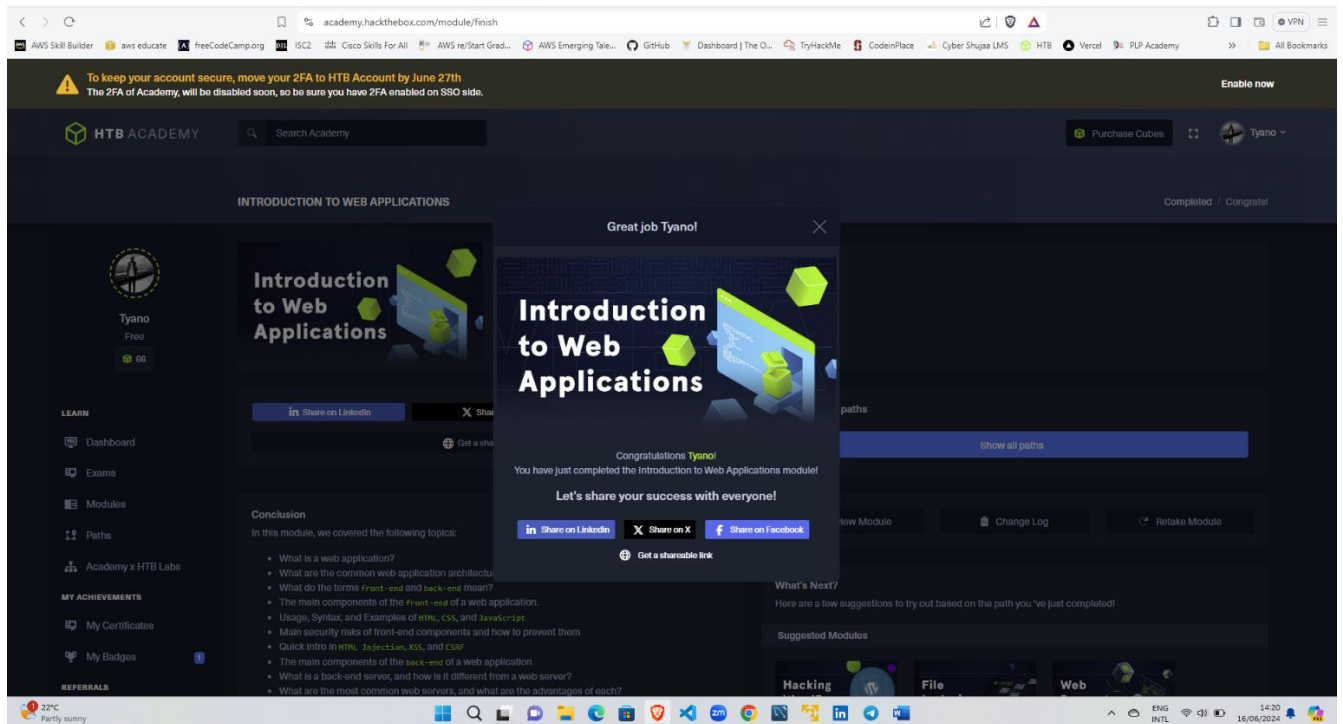 academy.hackthebox.com/module/finish
VPN
AWS Skill Builder
aws educate
freeCodeCamp.org
ISC2
Cisco Skills For All
AWS re/Start Grad...
AWS Emerging Tale...
GitHub
Dashboard | The O...
TryHackMe
CodeinPlace
Cyber Shujaa LMS
HTB
Vercel
PLP Academy
All Bookmarks
To keep your account secure, move your 2FA to HTB Account by June 27th
The 2FA of Academy, will be disabled soon, so be sure you have 2FA enabled on SSO side.
Enable now
HTB ACADEMY
Search Academy
Purchase Cubes
Tyano
INTRODUCTION TO WEB APPLICATIONS
Completed / Congrats!
Tyano
Free
66
Introduction
to Web
Applications
Great job Tyano!
Introduction
to Web
Applications
Congratulations Tyano!
You have just completed the Introduction to Web Applications module!
Let's share your success with everyone!
Share on Linkedin
Share on X
Share on Facebook
Get a shareable link
LEARN
Dashboard
Exams
Modules
Paths
Academy x HTB Labs
MY ACHIEVEMENTS
My Certificates
My Badges
1
REFERRALS
Share on Linkedin
Get a sha
paths
Show all paths
Module
Change Log
Retake Module
Conclusion
In this module, we covered the following topics:
What is a web application?
What are the common web application architectu
What do the terms front-end and back-end mean?
The main components of the front-end of a web application.
Usage, Syntax, and Examples of HTML, CSS, and JavaScript
Main security risks of front-end components and how to prevent them
Quick intro in HTML Injection, XSS, and CSRF
The main components of the back-end of a web application
What is a back-end server, and how is it different from a web server?
What are the most common web servers, and what are the advantages of each?
What's Next?
Here are a few suggestions to try out based on the path you 've just completed!
Suggested Modules
Hacking
File
Web
22°C
Partly sunny
ENG
INTL
14:20
16/06/2024